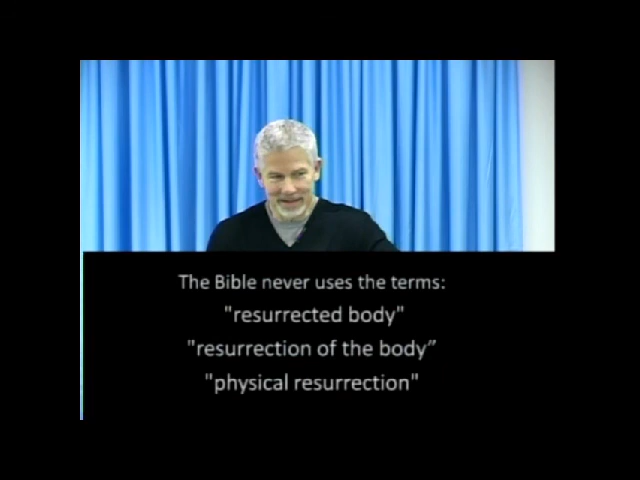 The Bible never uses the terms:
"resurrected body"
"resurrection of the body”
"physical resurrection"